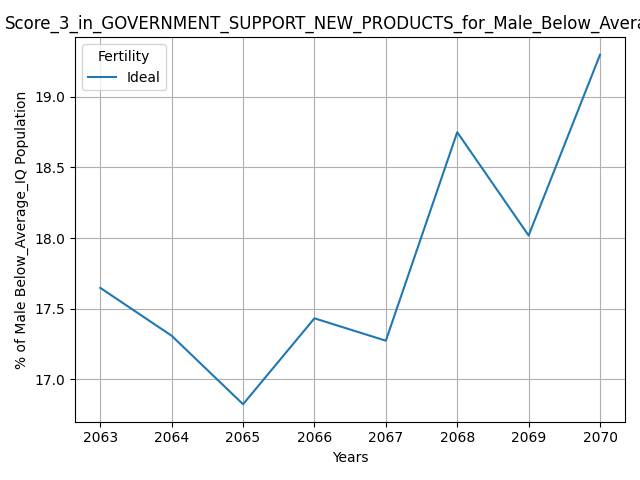 Score_3_in_GOVERNMENT_SUPPORT_NEW_PRODUCTS_for_Male_Below_Avera
Fertility
Ideal
% of Male Below_Average_IQ Population
19.0
18.5
18.0
17.5
17.0
2063 2064 2065 2066 2067 2068 2069 2070
Years